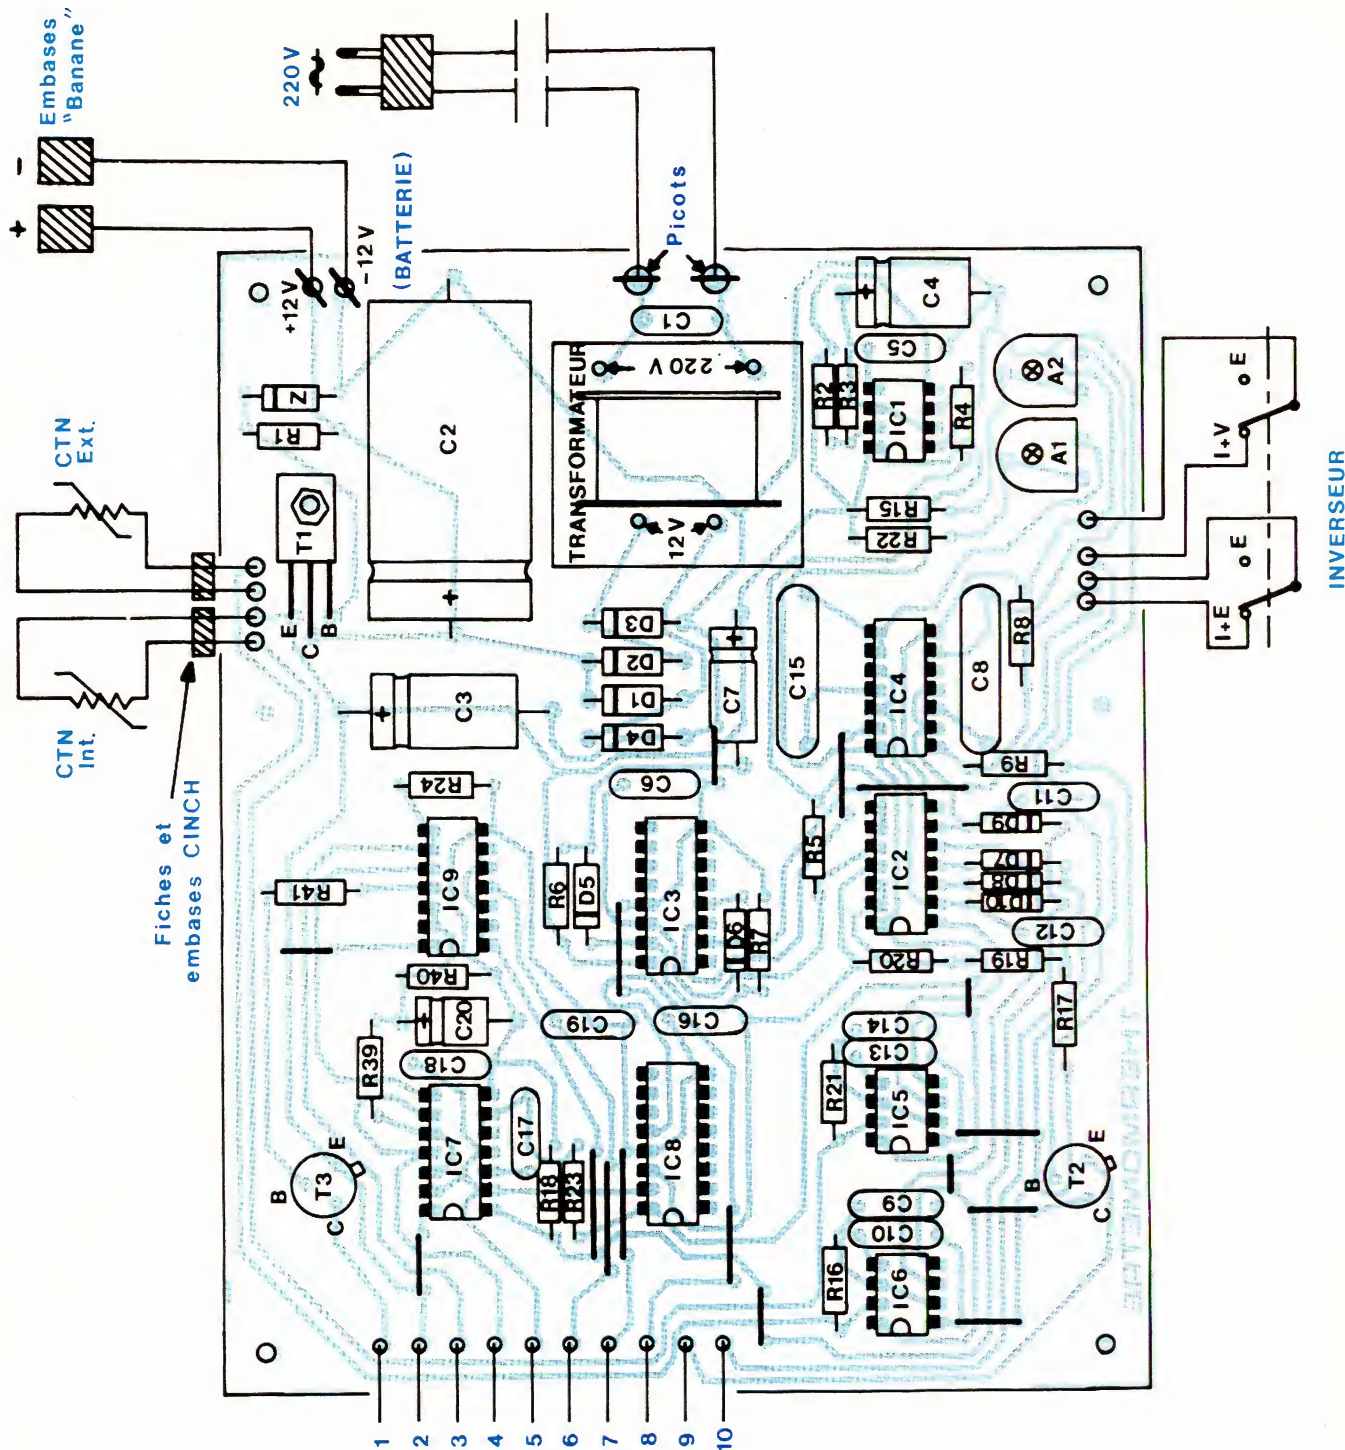 Embases
"Banane"
220 V
+
-
(BATTERIE)
+12 V
-12 V
Picots
CTN
Ext.
CTN
Int.
Fiches et
embases CINCH
Z
R1
T1
E
C
B
C2
+
C1
TRANSFORMATEUR
220 V
12 V
C4
+
C5
R2
R3
IC1
R4
A2
A1
R15
R22
D3
D2
D1
D4
C3
+
C7
+
C15
IC4
C8
R8
R9
R24
C6
R41
IC9
R6
D5
IC3
D6
R7
R5
IC2
C11
D9
D7
D8
D10
C12
R20
R19
R17
R40
C20
+
C19
C16
C14
C13
R39
C18
R21
IC5
IC7
C17
R18
R23
IC8
T3
B
C
E
T2
B
C
E
C9
C10
R16
IC6
1
2
3
4
5
6
7
8
9
10
I+V
E
I+E
E
INVERSEUR